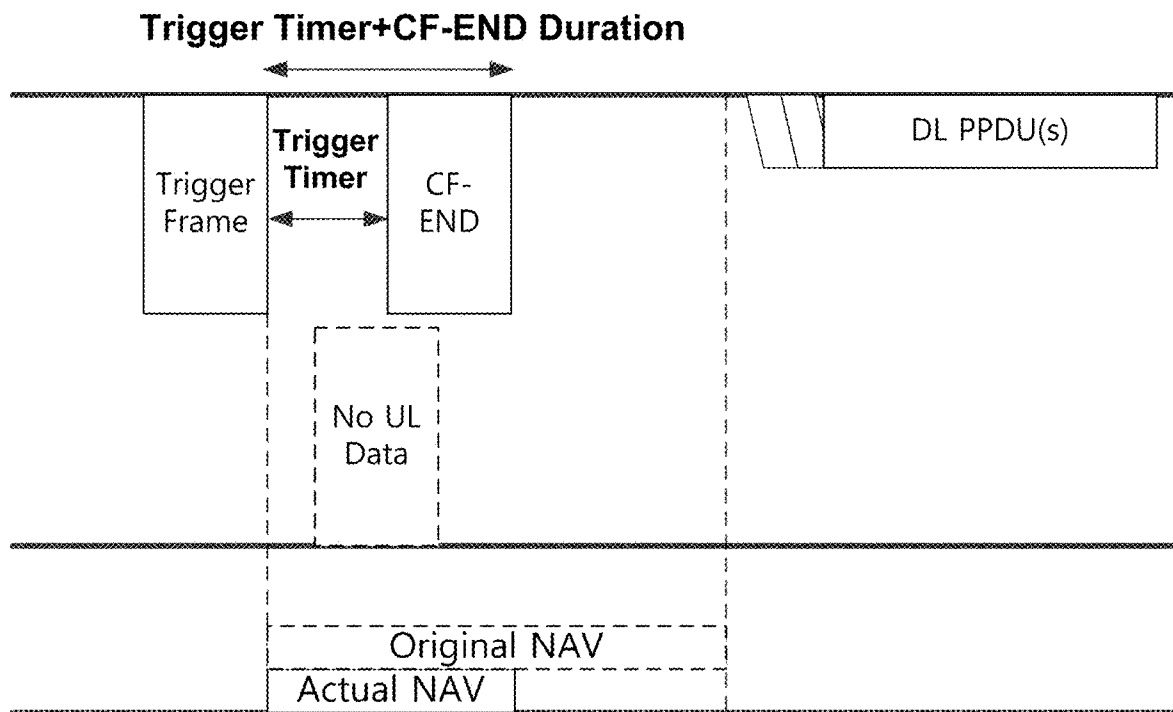 Trigger Timer+CF-END Duration
Trigger
Frame
Trigger
Timer
CF-
END
DL PPDU(s)
No UL
Data
Original NAV
Actual NAV